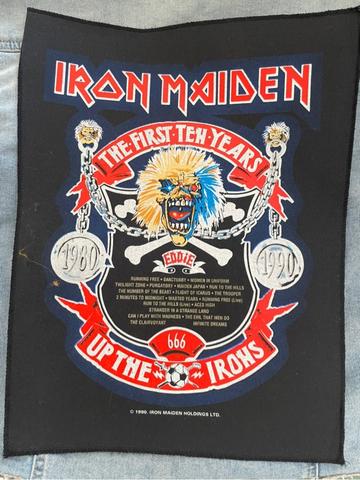 IRON MAIDEN
THE·FIRST·TEN·YEARS
EDDIE
1980
1990
RUNNING FREE • SANCTUARY • WOMEN IN UNIFORM
TWILIGHT ZONE • PURGATORY • MAIDEN JAPAN • RUN TO THE HILLS
THE NUMBER OF THE BEAST • FLIGHT OF ICARUS • THE TROOPER
2 MINUTES TO MIDNIGHT • WASTED YEARS • RUNNING FREE (Live)
RUN TO THE HILLS (Live) • ACES HIGH
STRANGER IN A STRANGE LAND
CAN I PLAY WITH MADNESS • THE EVIL THAT MEN DO
THE CLAIRVOYANT INFINITE DREAMS
666
UP THE IRONS
© 1990. IRON MAIDEN HOLDINGS LTD.